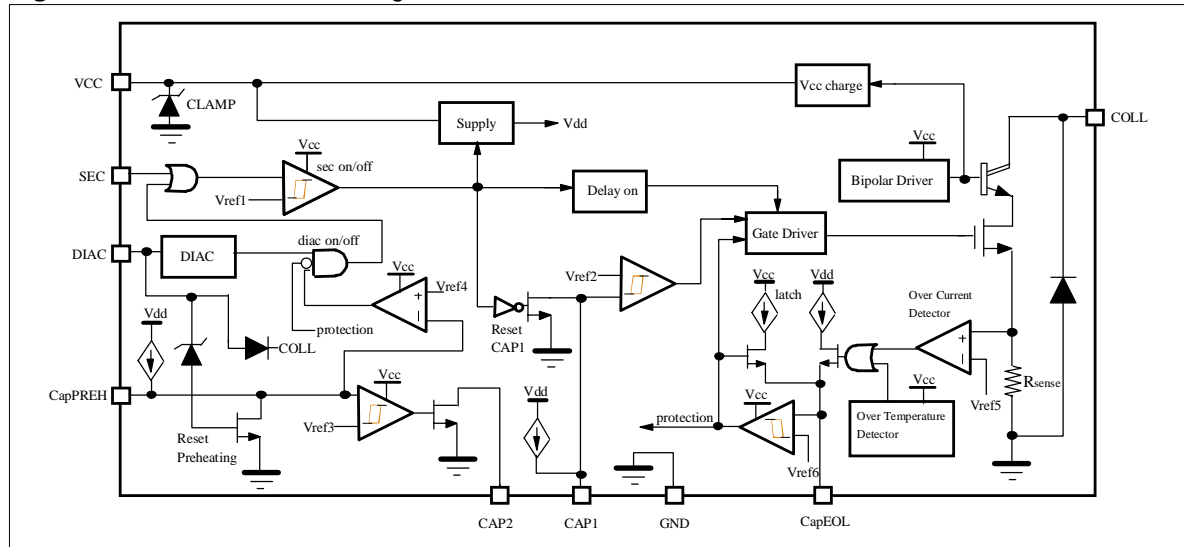 VCC
CLAMP
Vcc charge
Supply
Vdd
COLL
Vcc
sec on/off
SEC
Vref1
Delay on
Vcc
Bipolar Driver
DIAC
DIAC
diac on/off
Gate Driver
Vcc
Vref4
protection
Vref2
Reset
CAP1
Vcc
latch
Vdd
Over Current
Detector
Vdd
COLL
CapPREH
Vcc
Vref3
Reset
Preheating
Vdd
protection
Vcc
Vref6
Vcc
Over Temperature
Detector
Vref5
Rsense
CAP2
CAP1
GND
CapEOL